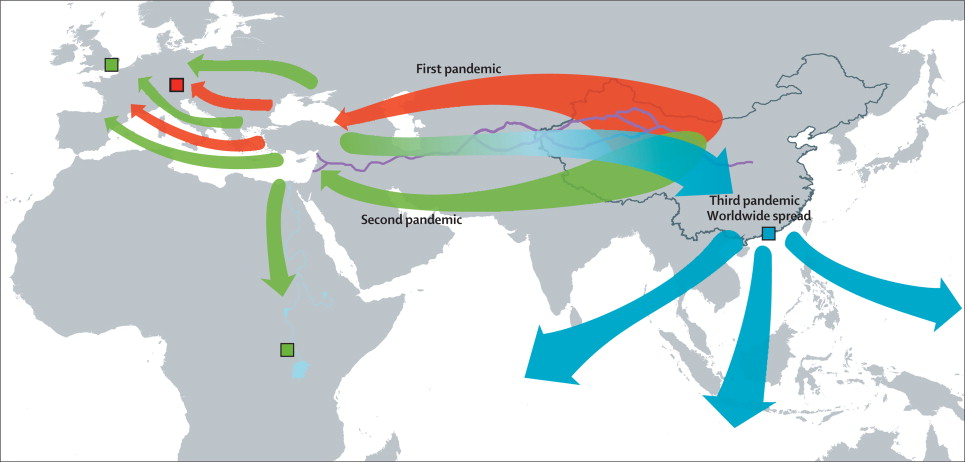 First pandemic
Third pandemic
Worldwide spread
Second pandemic